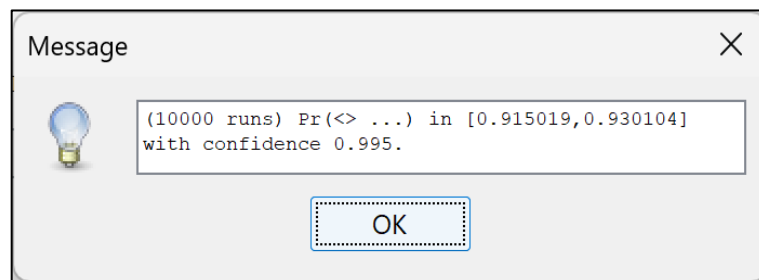 Message
(10000 runs) Pr(<> ...) in [0.915019,0.930104]
with confidence 0.995.
OK